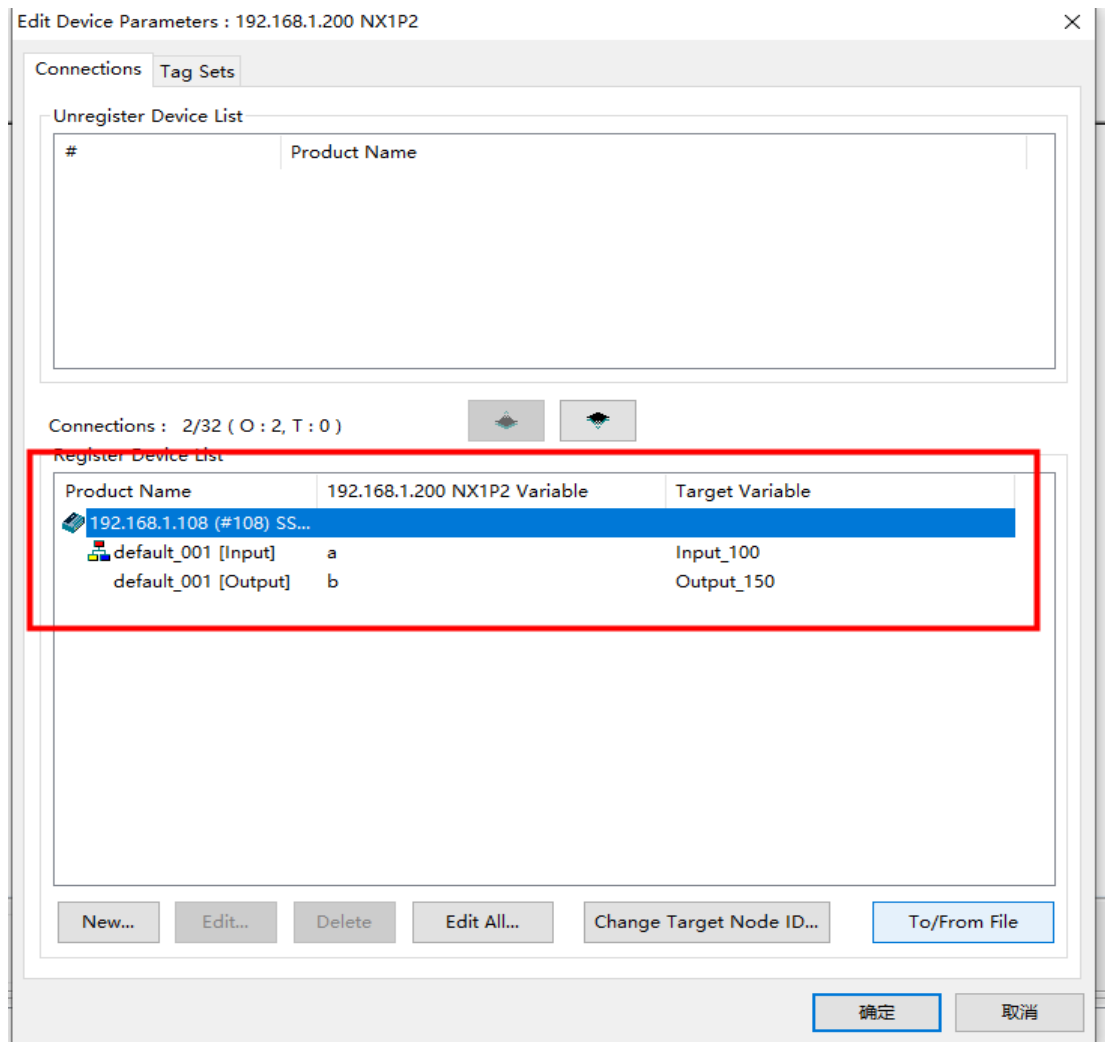 Edit Device Parameters : 192.168.1.200 NX1P2
Connections Tag Sets
Unregister Device List
# Product Name
Connections : 2/32 ( O : 2, T : 0 )
Register Device List
Product Name 192.168.1.200 NX1P2 Variable Target Variable
192.168.1.108 (#108) SS...
default_001 [Input] a Input_100
default_001 [Output] b Output_150
New... Edit... Delete Edit All... Change Target Node ID... To/From File
确定 取消